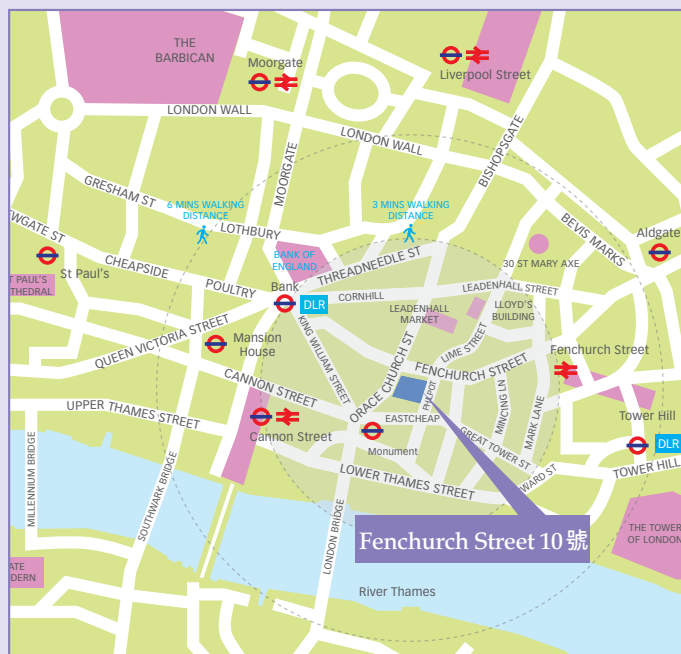 THE
BARBICAN
Moorgate
Liverpool Street
LONDON WALL
LONDON WALL
MOORGATE
BISHOPSGATE
GRESHAM ST
6 MINS WALKING
DISTANCE
3 MINS WALKING
DISTANCE
LOTHBURY
BEVIS MARKS
EWGATE ST
Aldgate
St Paul's
T PAUL'S
THEDRAL
CHEAPSIDE
BANK OF
ENGLAND
THREADNEEDLE ST
30 ST MARY AXE
POULTRY
Bank
DLR
CORNHILL
LEADENHALL STREET
LEADENHALL
MARKET
LLOYD'S
BUILDING
QUEEN VICTORIA STREET
Mansion
House
KING WILLIAM STREET
LIME STREET
Fenchurch Street
FENCHURCH STREET
CANNON STREET
ORACE CHURCH ST
MINCING LN
MARK LANE
UPPER THAMES STREET
Cannon Street
EASTCHEAP
Monument
GREAT TOWER ST
Tower Hill
DLR
TOWER HILL
LOWER THAMES STREET
WARD ST
MILLENNIUM BRIDGE
SOUTHWARK BRIDGE
LONDON BRIDGE
THE TOWER
OF LONDON
Fenchurch Street 10 號
ATE
DERN
River Thames